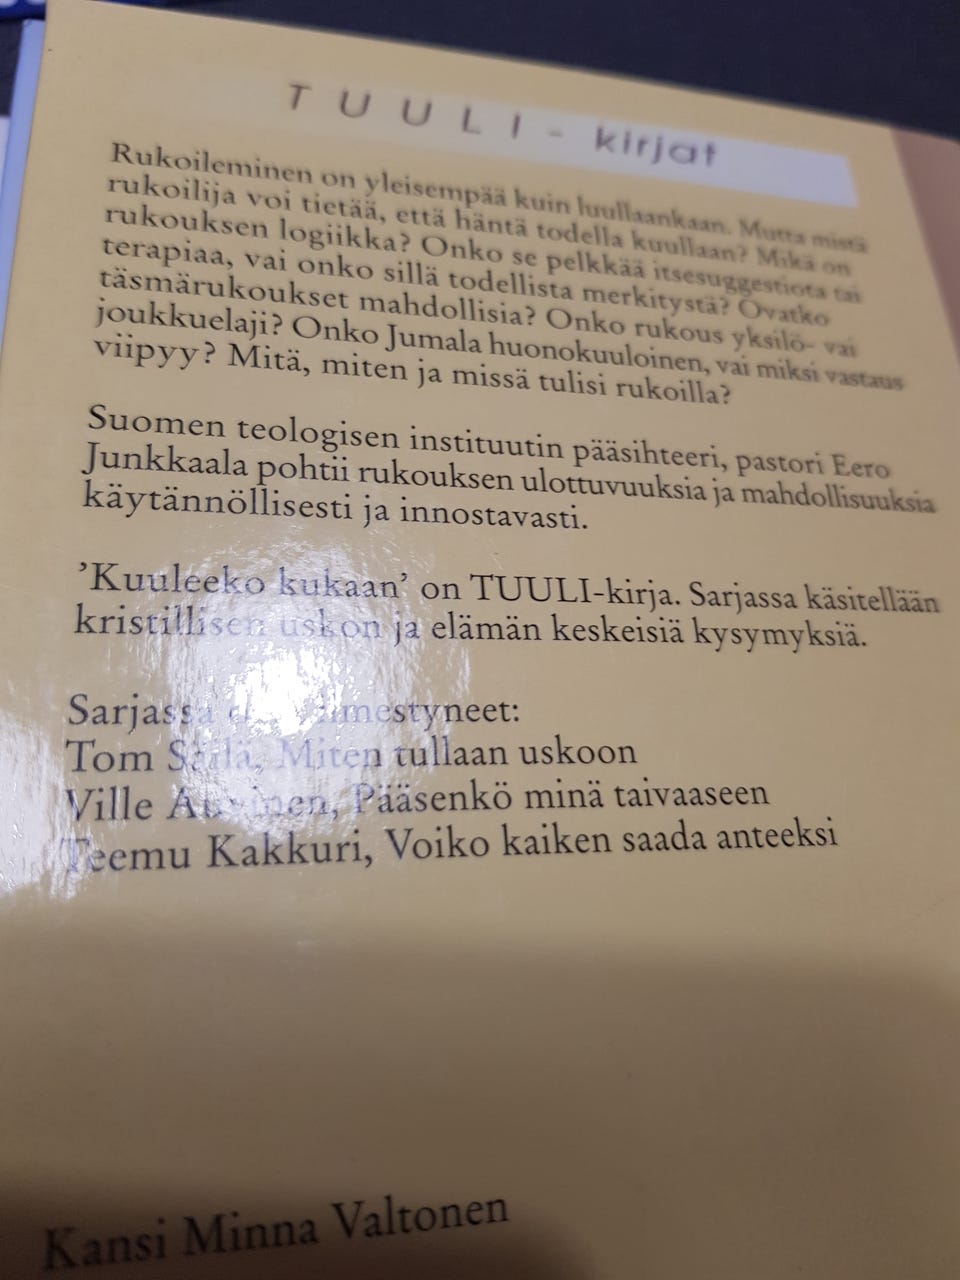 TUULI - kirjat
Rukoileminen on yleisempää kuin luullaankaan. Mutta mistä
rukoilija voi tietää, että häntä todella kuullaan? Mikä on
rukouksen logiikka? Onko se pelkkää itsesuggestiota tai
terapiaa, vai onko sillä todellista merkitystä? Ovatko
täsmärukoukset mahdollisia? Onko rukous yksilö- vai
joukkuelaji? Onko Jumala huonokuuloinen, vai miksi vastaus
viipyy? Mitä, miten ja missä tulisi rukoilla?
Suomen teologisen instituutin pääsihteeri, pastori Eero
Junkkaala pohtii rukouksen ulottuvuuksia ja mahdollisuuksia
käytännöllisesti ja innostavasti.
’Kuuleeko kukaan’ on TUULI-kirja. Sarjassa käsitellään
kristillisen uskon ja elämän keskeisiä kysymyksiä.
Sarjassa ilmestyneet:
Tom Säilä, Miten tullaan uskoon
Ville Auvinen, Pääsenkö minä taivaaseen
Teemu Kakkuri, Voiko kaiken saada anteeksi
Kansi Minna Valtonen